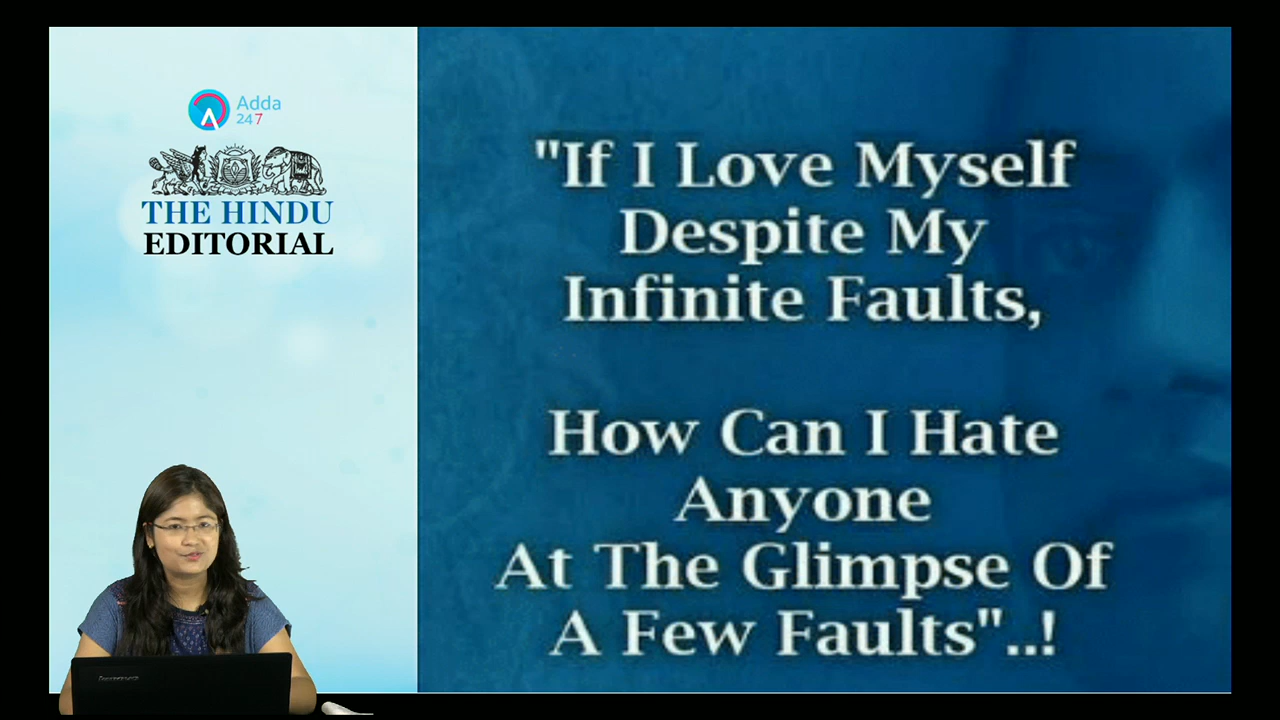 Adda
247
THE HINDU
EDITORIAL
"If I Love Myself
Despite My
Infinite Faults,
How Can I Hate
Anyone
At The Glimpse Of
A Few Faults"..!
lenovo